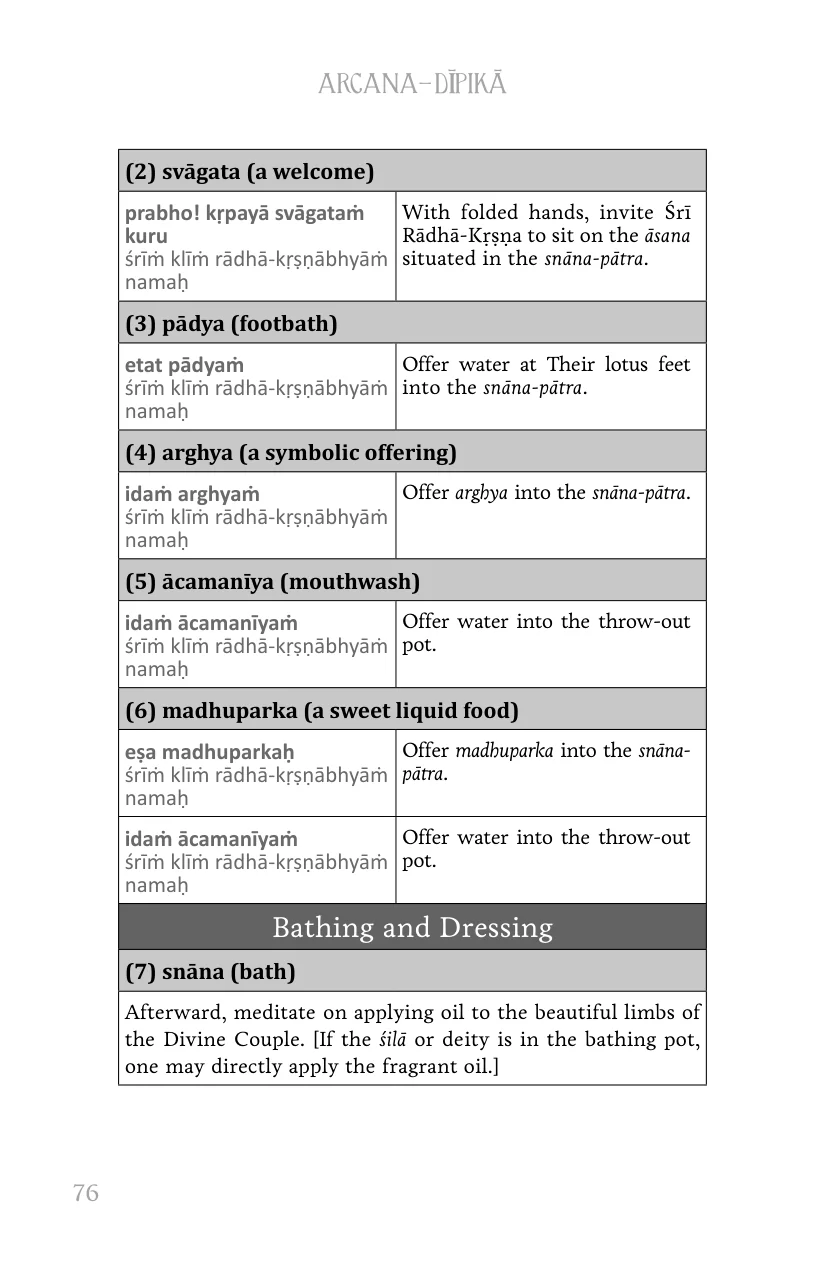 ARCANA–DĪPIKĀ
(2) svāgata (a welcome)
prabho! kṛpayā svāgataṁ
kuru
śrīṁ klīṁ rādhā-kṛṣṇābhyāṁ
namaḥ
With folded hands, invite Śrī
Rādhā-Kṛṣṇa to sit on the āsana
situated in the snāna-pātra.
(3) pādya (footbath)
etat pādyaṁ
śrīṁ klīṁ rādhā-kṛṣṇābhyāṁ
namaḥ
Offer water at Their lotus feet
into the snāna-pātra.
(4) arghya (a symbolic offering)
idaṁ arghyaṁ
śrīṁ klīṁ rādhā-kṛṣṇābhyāṁ
namaḥ
Offer arghya into the snāna-pātra.
(5) ācamanīya (mouthwash)
idaṁ ācamanīyaṁ
śrīṁ klīṁ rādhā-kṛṣṇābhyāṁ
namaḥ
Offer water into the throw-out
pot.
(6) madhuparka (a sweet liquid food)
eṣa madhuparkaḥ
śrīṁ klīṁ rādhā-kṛṣṇābhyāṁ
namaḥ
Offer madhuparka into the snāna-
pātra.
idaṁ ācamanīyaṁ
śrīṁ klīṁ rādhā-kṛṣṇābhyāṁ
namaḥ
Offer water into the throw-out
pot.
Bathing and Dressing
(7) snāna (bath)
Afterward, meditate on applying oil to the beautiful limbs of
the Divine Couple. [If the śilā or deity is in the bathing pot,
one may directly apply the fragrant oil.]
76